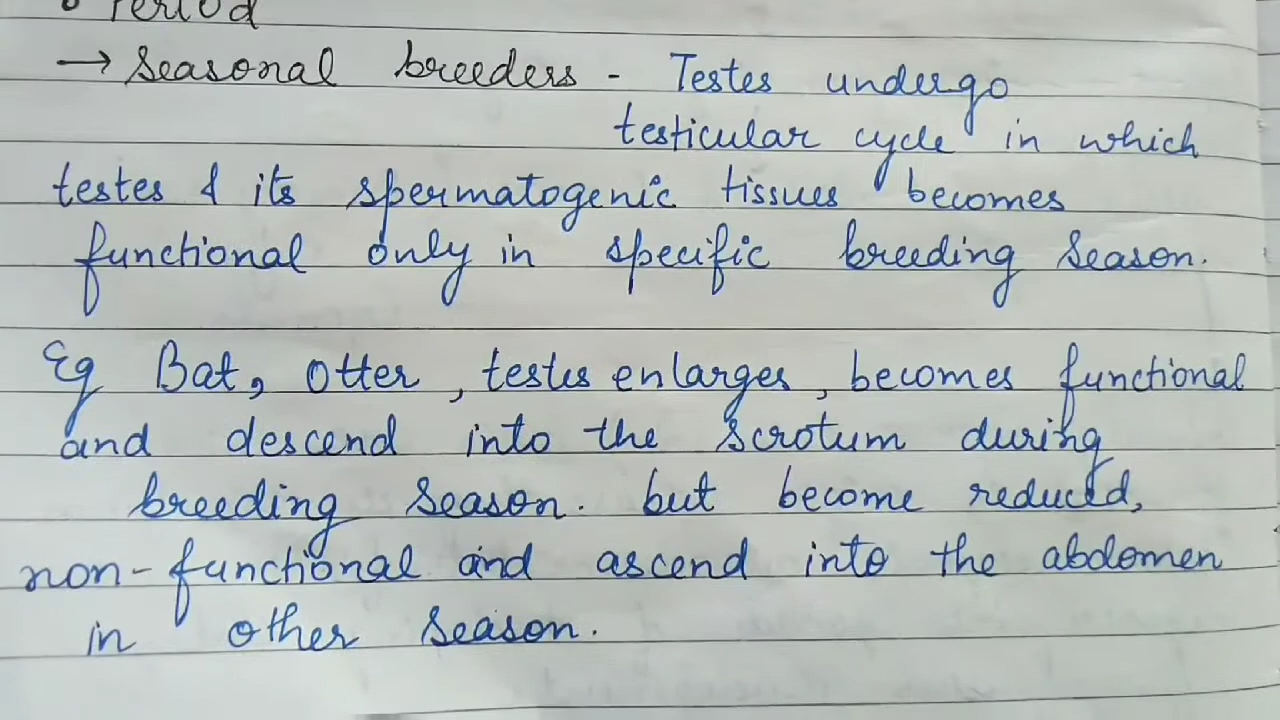 Period
→ Seasonal breeders - Testes undergo
testicular cycle in which
testes & its spermatogenic tissues becomes
functional only in specific breeding season.
Eg Bat, Otter, testes enlarges, becomes functional
and descend into the scrotum during
breeding season. but become reduced,
non-functional and ascend into the abdomen
in other season.